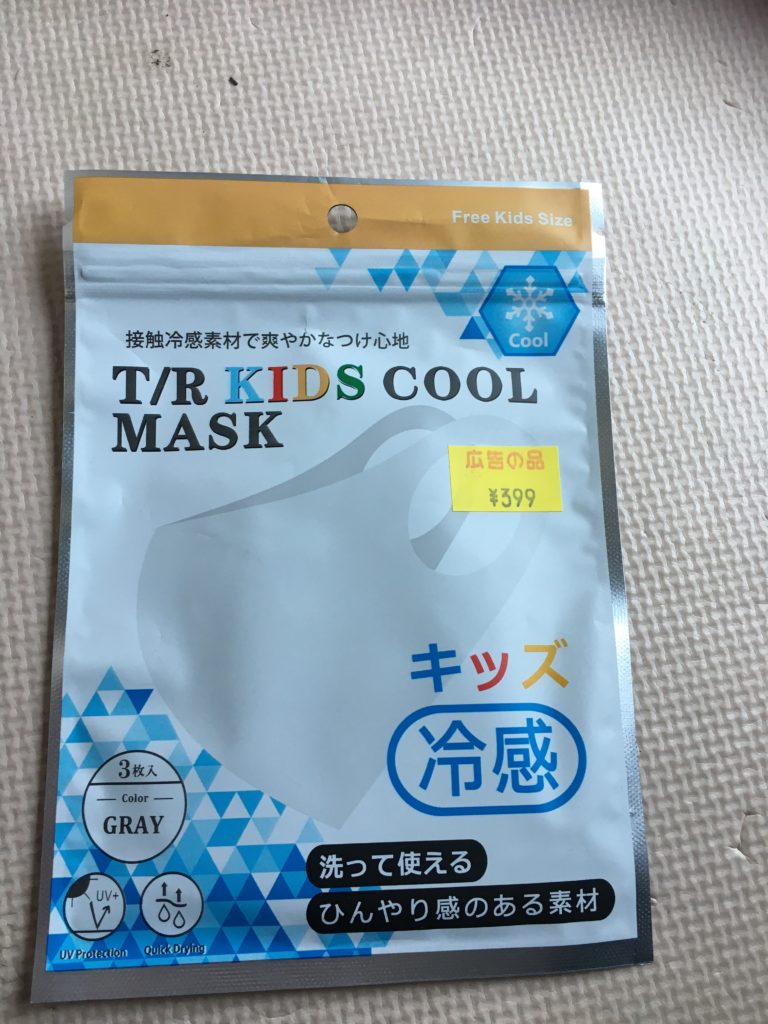 Free Kids Size
Cool
接触冷感素材で爽やかなつけ心地
T/R KIDS COOL
MASK
広告の品
¥399
キッズ
冷感
3枚入
Color
GRAY
洗って使える
ひんやり感のある素材
UV+
UV Protection
Quick Drying